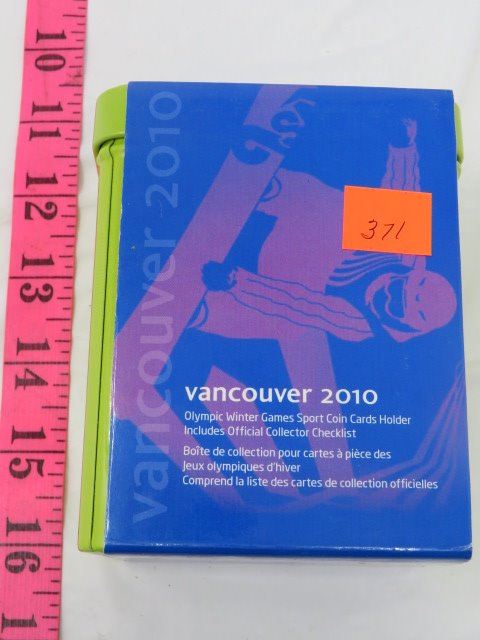 10
11
12
13
14
15
16
1
vancouver 2010
371
vancouver 2010
Olympic Winter Games Sport Coin Cards Holder
Includes Official Collector Checklist
Boîte de collection pour cartes à pièce des
Jeux olympiques d'hiver
Comprend la liste des cartes de collection officielles